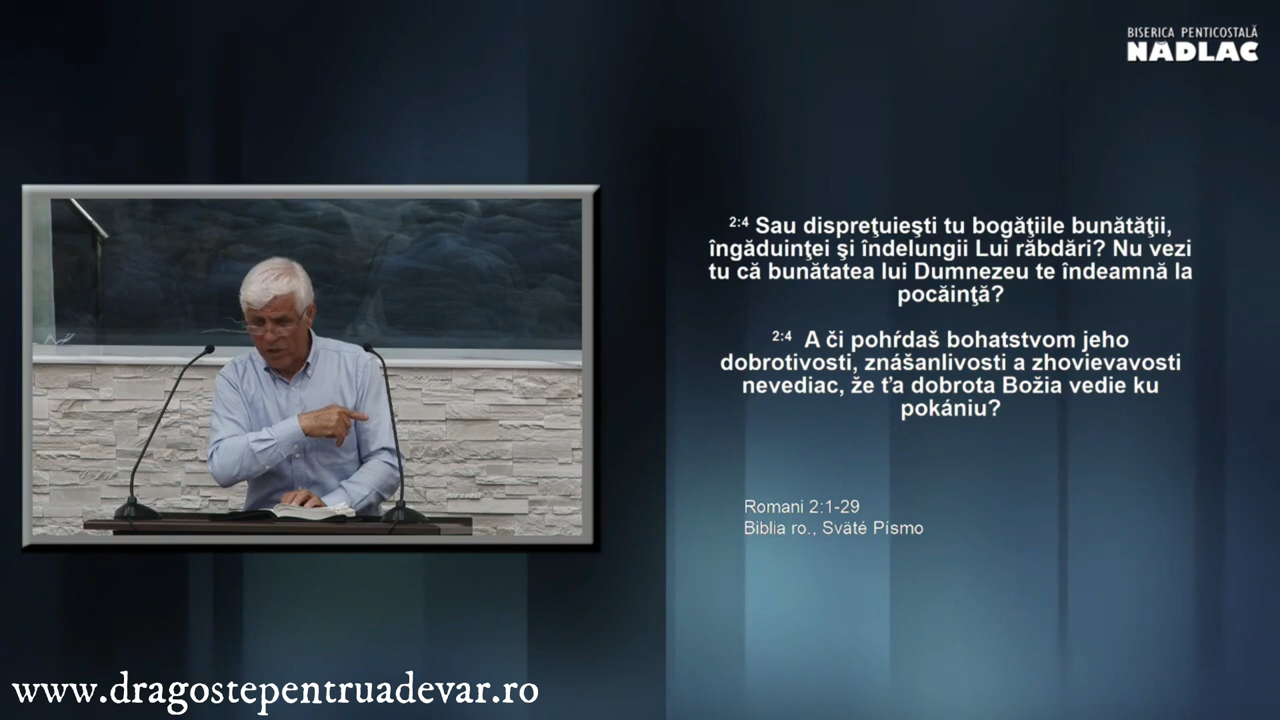 BISERICA PENTICOSTALĂ
NĂDLAC
2:4 Sau dispreţuieşti tu bogăţiile bunătăţii,
îngăduinţei şi îndelungii Lui răbdări? Nu vezi
tu că bunătatea lui Dumnezeu te îndeamnă la
pocăinţă?
2:4 A či pohŕdaš bohatstvom jeho
dobrotivosti, znášanlivosti a zhovievavosti
nevediac, že ťa dobrota Božia vedie ku
pokániu?
Romani 2:1-29
Biblia ro., Sväté Písmo
www.dragostepentruadevar.ro